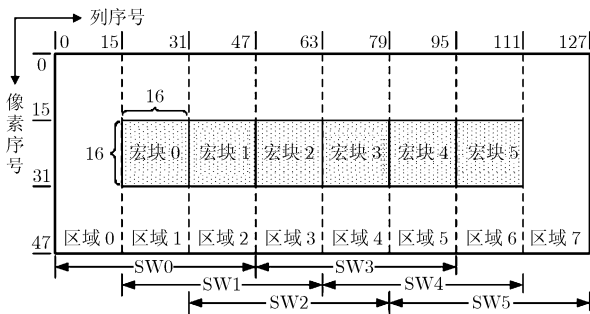 列序号
0 15 31 47 63 79 95 111 127
像素序号
0
15
31
47
16
16
宏块 0 宏块 1 宏块 2 宏块 3 宏块 4 宏块 5
区域 0 区域 1 区域 2 区域 3 区域 4 区域 5 区域 6 区域 7
SW0 SW3
SW1 SW4
SW2 SW5